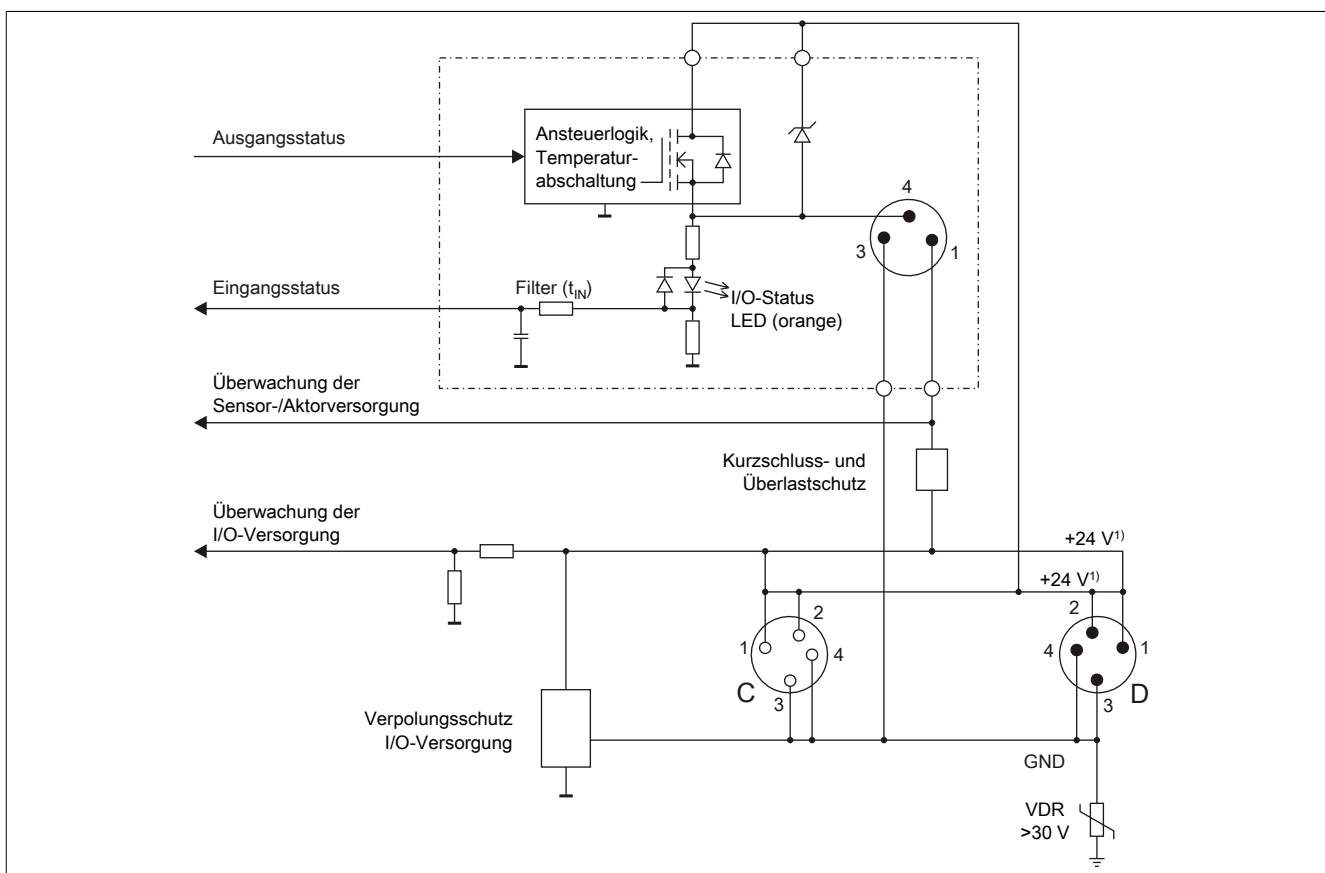 Ausgangsstatus
Ansteuerlogik,
Temperatur-
abschaltung
4
3
1
Eingangsstatus
Filter (tIN)
I/O-Status
LED (orange)
Überwachung der
Sensor-/Aktorversorgung
Kurzschluss- und
Überlastschutz
Überwachung der
I/O-Versorgung
+24 V1)
+24 V1)
2
1
4
3
C
2
4
1
3
D
Verpolungsschutz
I/O-Versorgung
GND
VDR
>30 V